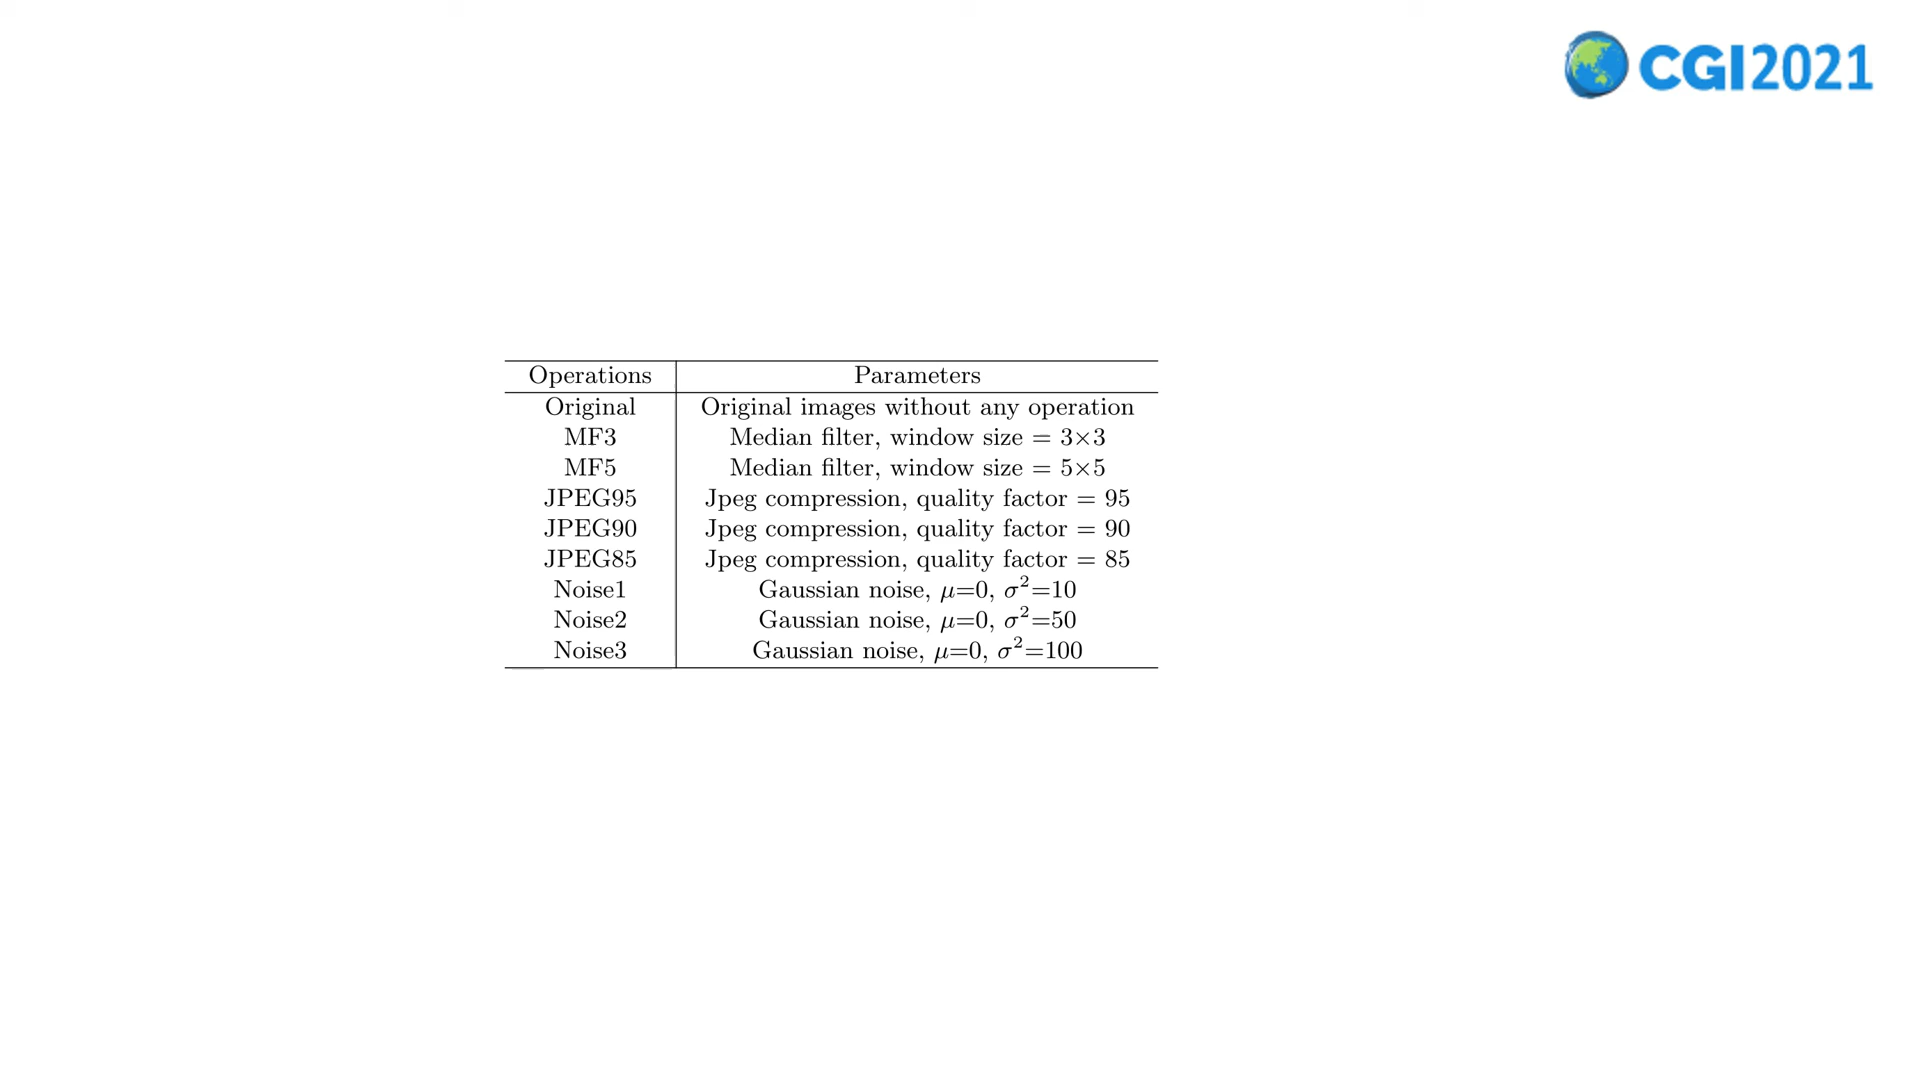 CGI2021
Operations Parameters
Original Original images without any operation
MF3 Median filter, window size = 3×3
MF5 Median filter, window size = 5×5
JPEG95 Jpeg compression, quality factor = 95
JPEG90 Jpeg compression, quality factor = 90
JPEG85 Jpeg compression, quality factor = 85
Noise1 Gaussian noise, μ=0, σ²=10
Noise2 Gaussian noise, μ=0, σ²=50
Noise3 Gaussian noise, μ=0, σ²=100